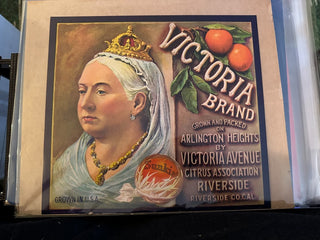 VICTORIA
BRAND
GROWN AND PACKED
ON
ARLINGTON HEIGHTS
BY
VICTORIA AVENUE
CITRUS ASSOCIATION
RIVERSIDE
RIVERSIDE CO. CAL.
Sunkist
GROWN IN U.S.A.